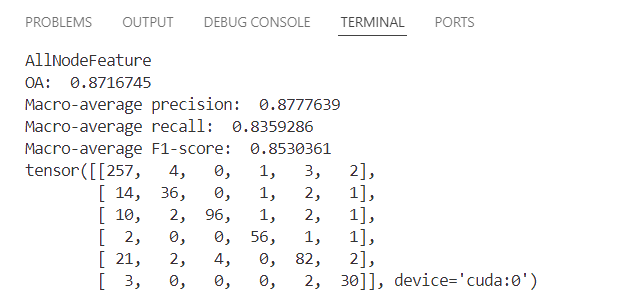 PROBLEMS OUTPUT DEBUG CONSOLE TERMINAL PORTS
AllNodeFeature
OA:  0.8716745
Macro-average precision:  0.8777639
Macro-average recall:  0.8359286
Macro-average F1-score:  0.8530361
tensor([[257,   4,   0,   1,   3,   2],
        [ 14,  36,   0,   1,   2,   1],
        [ 10,   2,  96,   1,   2,   1],
        [  2,   0,   0,  56,   1,   1],
        [ 21,   2,   4,   0,  82,   2],
        [  3,   0,   0,   0,   2,  30]], device='cuda:0')